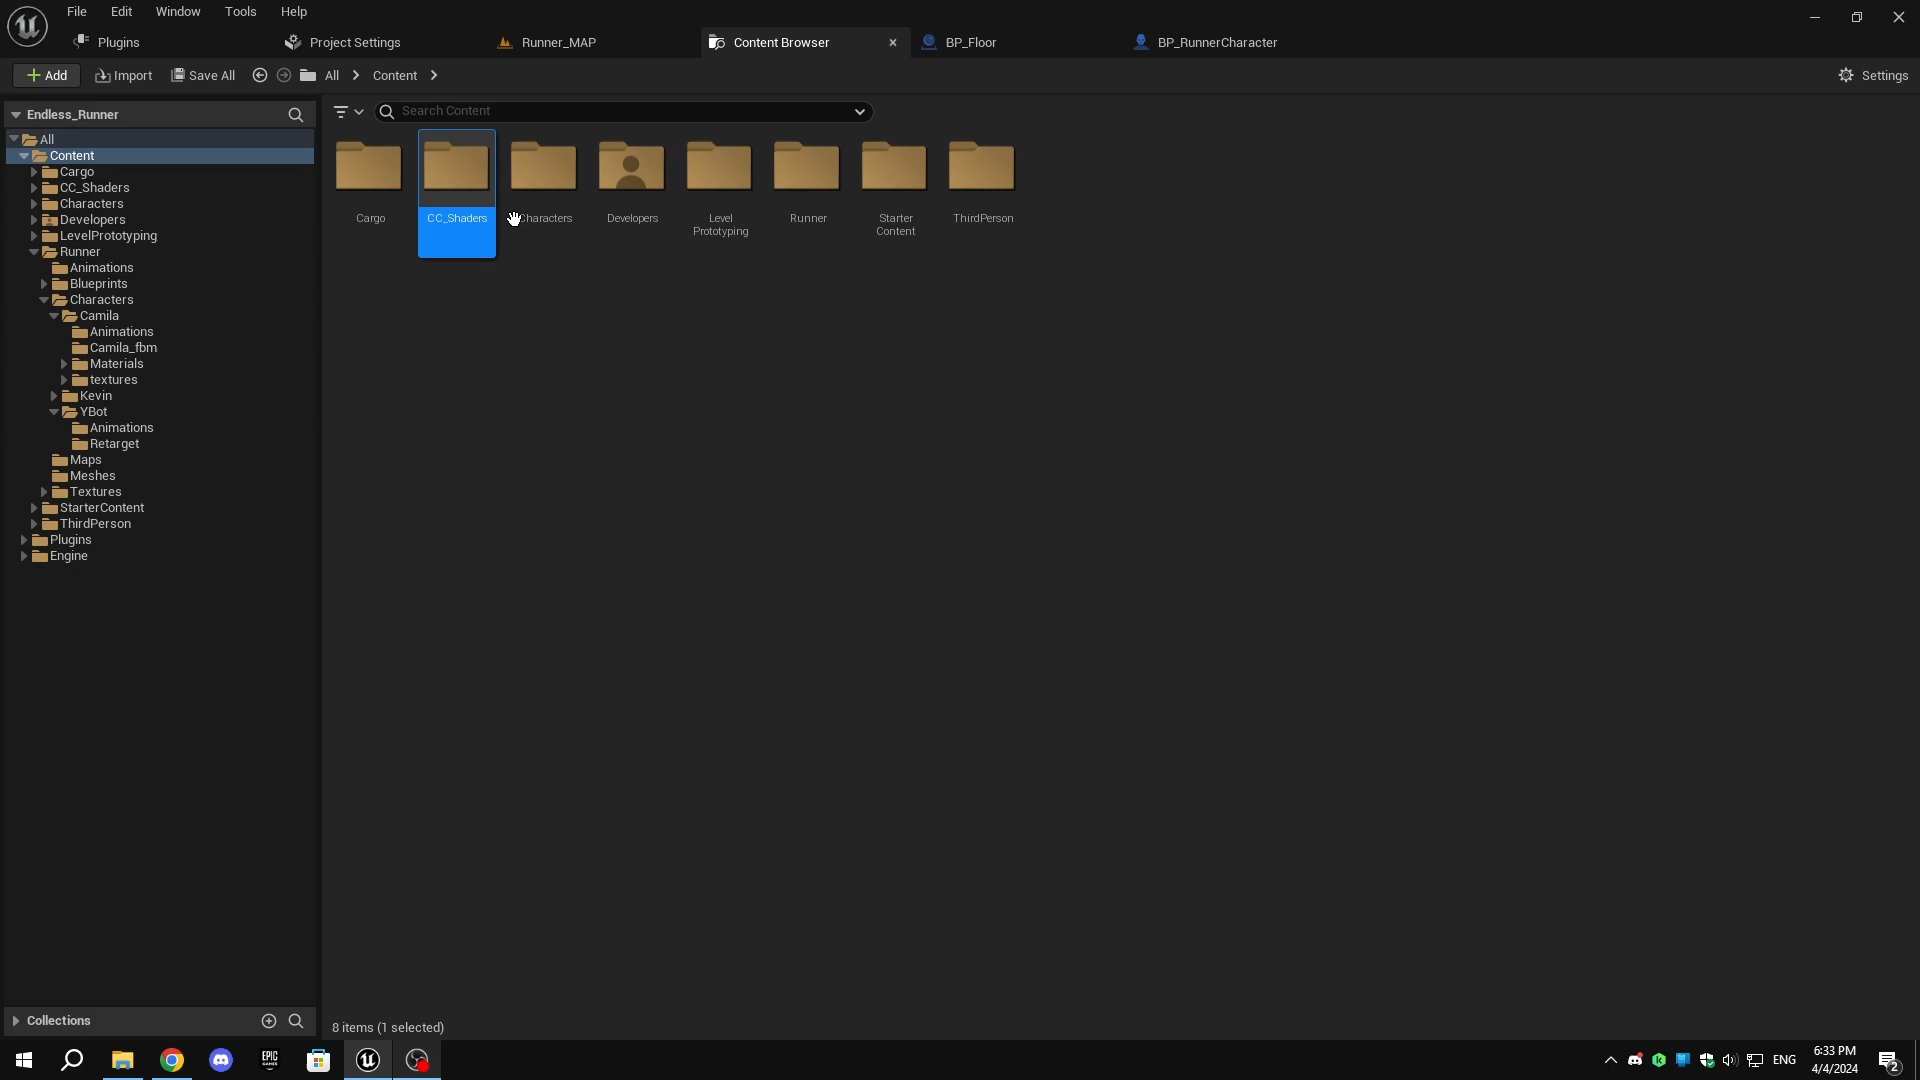 File Edit Window Tools Help
Plugins Project Settings Runner_MAP Content Browser BP_Floor BP_RunnerCharacter
Add Import Save All All Content Settings
Endless_Runner
Search Content
All
Content
Cargo
CC_Shaders
Characters
Developers
LevelPrototyping
Runner
Animations
Blueprints
Characters
Camila
Animations
Camila_fbm
Materials
textures
Kevin
YBot
Animations
Retarget
Maps
Meshes
Textures
StarterContent
ThirdPerson
Plugins
Engine
Cargo CC_Shaders Characters Developers Level Runner Starter ThirdPerson
Prototyping Content
Collections
8 items (1 selected)
EPIC
GAMES
ENG
6:33 PM
4/4/2024
2